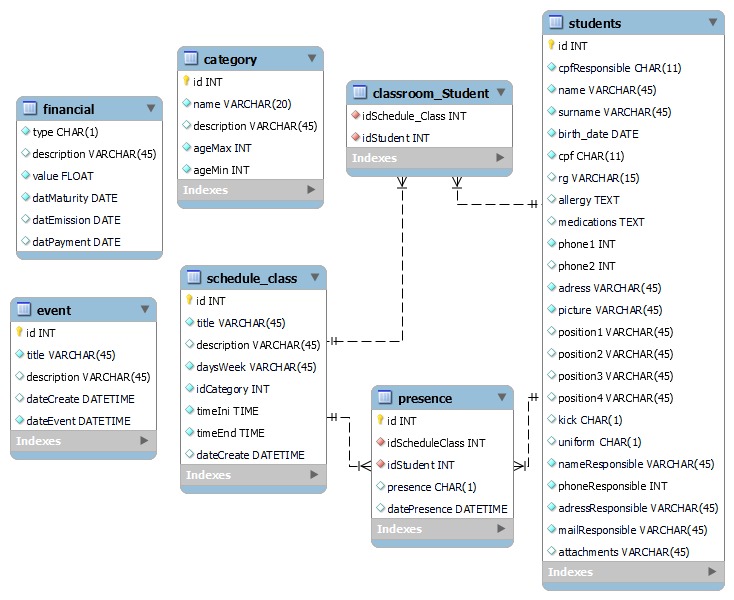 financial
type CHAR(1)
description VARCHAR(45)
value FLOAT
datMaturity DATE
datEmission DATE
datPayment DATE
event
id INT
title VARCHAR(45)
description VARCHAR(45)
dateCreate DATETIME
dateEvent DATETIME
Indexes
category
id INT
name VARCHAR(20)
description VARCHAR(45)
ageMax INT
ageMin INT
Indexes
schedule_class
id INT
title VARCHAR(45)
description VARCHAR(45)
daysWeek VARCHAR(45)
idCategory INT
timeIni TIME
timeEnd TIME
dateCreate DATETIME
Indexes
classroom_Student
idSchedule_Class INT
idStudent INT
Indexes
presence
id INT
idScheduleClass INT
idStudent INT
presence CHAR(1)
datePresence DATETIME
Indexes
students
id INT
cpfResponsible CHAR(11)
name VARCHAR(45)
surname VARCHAR(45)
birth_date DATE
cpf CHAR(11)
rg VARCHAR(15)
allergy TEXT
medications TEXT
phone1 INT
phone2 INT
adress VARCHAR(45)
picture VARCHAR(45)
position1 VARCHAR(45)
position2 VARCHAR(45)
position3 VARCHAR(45)
position4 VARCHAR(45)
kick CHAR(1)
uniform CHAR(1)
nameResponsible VARCHAR(45)
phoneResponsible INT
adressResponsible VARCHAR(45)
mailResponsible VARCHAR(45)
attachments VARCHAR(45)
Indexes